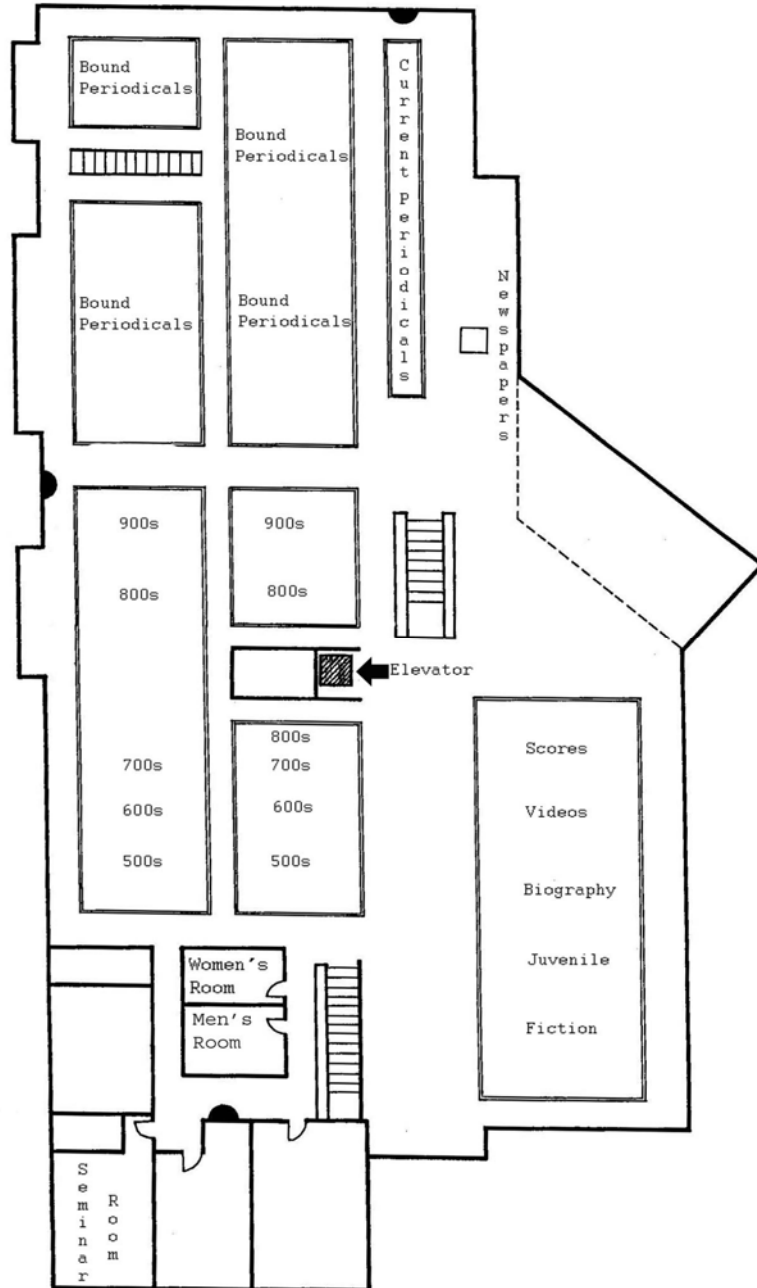 Bound
Periodicals
Bound
Periodicals
Current Periodicals
Bound
Periodicals
Bound
Periodicals
Newspapers
900s
900s
800s
800s
Elevator
800s
700s
700s
600s
600s
500s
500s
Scores
Videos
Biography
Juvenile
Fiction
Women's
Room
Men's
Room
Seminar
Room